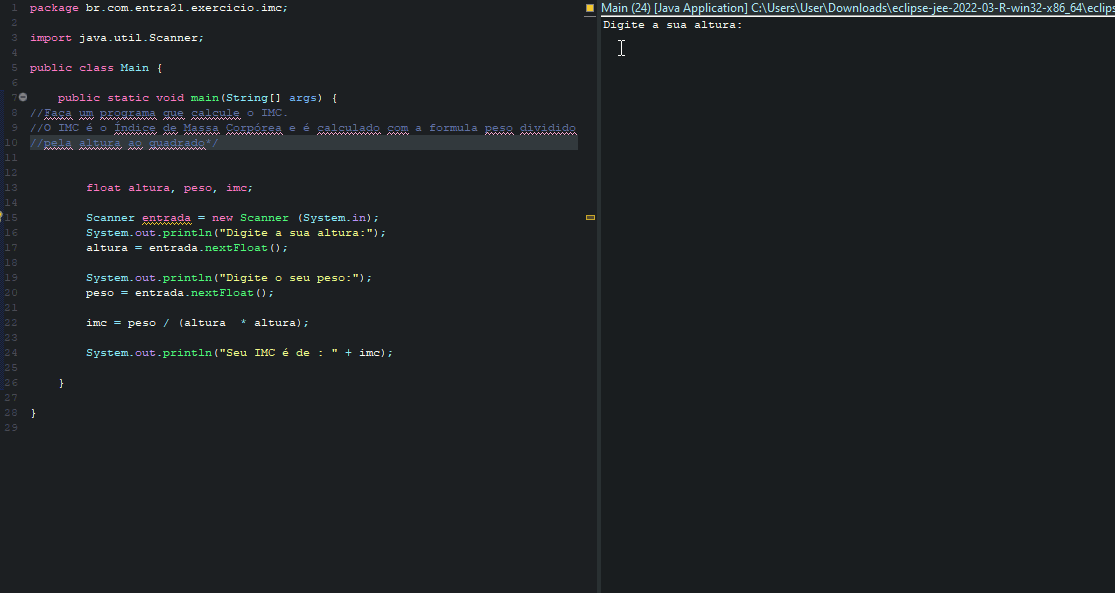 1 package br.com.entra21.exercicio.imc;
2
3 import java.util.Scanner;
4
5 public class Main {
6
7 public static void main(String[] args) {
8 //Faça um programa que calcule o IMC.
9 //O IMC é o Índice de Massa Corpórea e é calculado com a formula peso dividido
10 //pela altura ao quadrado*/
11
12
13 float altura, peso, imc;
14
15 Scanner entrada = new Scanner (System.in);
16 System.out.println("Digite a sua altura:");
17 altura = entrada.nextFloat();
18
19 System.out.println("Digite o seu peso:");
20 peso = entrada.nextFloat();
21
22 imc = peso / (altura  * altura);
23
24 System.out.println("Seu IMC é de : " + imc);
25
26 }
27
28 }
29
Main (24) [Java Application] C:\Users\User\Downloads\eclipse-jee-2022-03-R-win32-x86_64\eclips
Digite a sua altura: